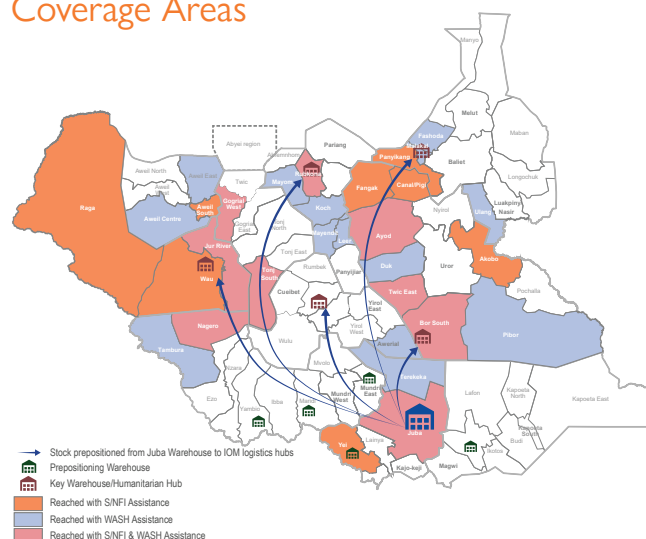 Coverage Areas
Manyo
Melut
Fashoda
Maban
Pariang
Abyei region
Abiemnhom
Panyikang
Baliet
Aweil North
Aweil East
Twic
Mayom
Rubkona
Fangak
Canal/Pigi
Longochuk
Raga
Aweil
South
Gogrial
West
Koch
Nyirol
Ulang
Luakpiny
Nasir
Aweil Centre
Gogrial
East
Tonj
North
Leer
Ayod
Jur River
Tonj East
Rumbek
Panyijar
Duk
Uror
Akobo
Wau
Tonj
South
Cueibet
Yirol
East
Twic East
Pochalla
Nagero
Yirol
West
Bor South
Pibor
Tambura
Wulu
Awerial
Nzara
Mvolo
Terekeka
Ezo
Yambio
Ibba
Maridi
Mundri
West
Mundri
East
Lafon
Kapoeta
North
Kapoeta East
Juba
Yei
Lainya
Kapoeta
South
Budi
Ikotos
Kajo-keji
Magwi
Stock prepositioned from Juba Warehouse to IOM logistics hubs
Prepositioning Warehouse
Key Warehouse/Humanitarian Hub
Reached with S/NFI Assistance
Reached with WASH Assistance
Reached with S/NFI & WASH Assistance